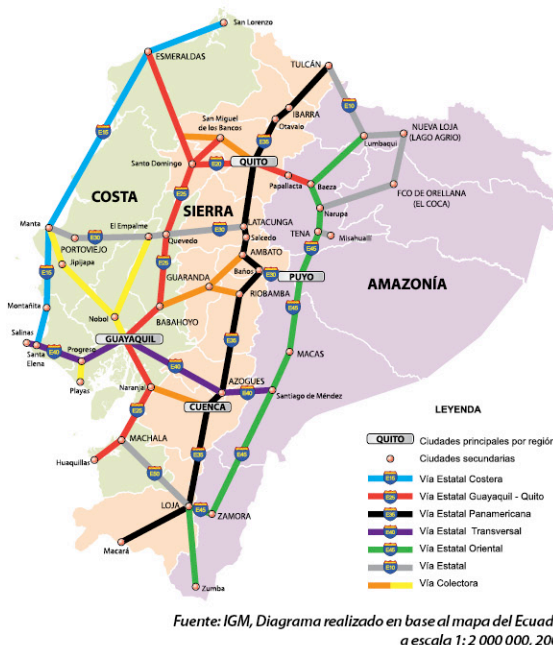 San Lorenzo
ESMERALDAS
TULCÁN
E10
E15
IBARRA
Otavalo
E35
San Miguel
de los Bancos
NUEVA LOJA
(LAGO AGRIO)
Lumbaqui
Santo Domingo
E20
QUITO
Papallacta
Baeza
FCO DE ORELLANA
(EL COCA)
COSTA
E25
SIERRA
Narupa
Manta
El Empalme
E30
LATACUNGA
TENA
Misahuallí
PORTOVIEJO
E30
Quevedo
Salcedo
E45
Jipijapa
AMBATO
E25
GUARANDA
Baños
E30
PUYO
AMAZONÍA
E15
Montañita
Nobol
BABAHOYO
RIOBAMBA
E45
Salinas
GUAYAQUIL
E35
Santa
Elena
E40
Progreso
E40
MACAS
Playas
Naranjal
AZOGUES
E40
Santiago de Méndez
CUENCA
E25
MACHALA
Huaquillas
E50
E35
E45
LOJA
E45
ZAMORA
Macará
Zumba
LEYENDA
QUITO Ciudades principales por región
Ciudades secundarias
E15 Vía Estatal Costera
E25 Vía Estatal Guayaquil - Quito
E35 Vía Estatal Panamericana
E40 Vía Estatal Transversal
E45 Vía Estatal Oriental
E10 Vía Estatal
Vía Colectora
Fuente: IGM, Diagrama realizado en base al mapa del Ecuad
a escala 1: 2 000 000, 200